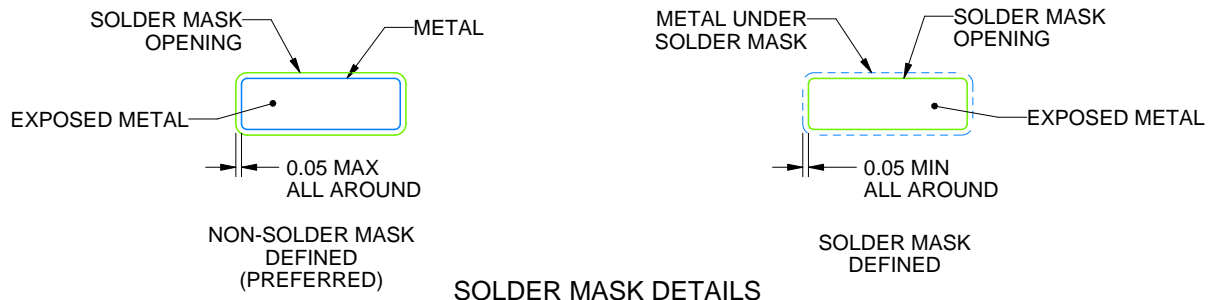 SOLDER MASK
OPENING
METAL
EXPOSED METAL
0.05 MAX
ALL AROUND
NON-SOLDER MASK
DEFINED
(PREFERRED)
METAL UNDER
SOLDER MASK
SOLDER MASK
OPENING
EXPOSED METAL
0.05 MIN
ALL AROUND
SOLDER MASK
DEFINED
SOLDER MASK DETAILS